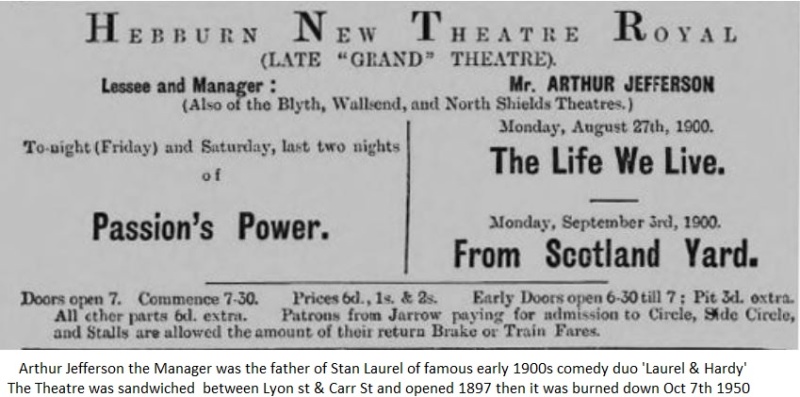 HEBBURN NEW THEATRE ROYAL
(LATE "GRAND" THEATRE).
Lessee and Manager : Mr. ARTHUR JEFFERSON
(Also of the Blyth, Wallsend, and North Shields Theatres.)
To-night (Friday) and Saturday, last two nights
of
Passion's Power.
Monday, August 27th, 1900.
The Life We Live.
Monday, September 3rd, 1900.
From Scotland Yard.
Doors open 7. Commence 7-30. Prices 6d., 1s. & 2s. Early Doors open 6-30 till 7 ; Pit 3d. extra.
All other parts 6d. extra. Patrons from Jarrow paying for admission to Circle, Side Circle,
and Stalls are allowed the amount of their return Brake or Train Fares.
Arthur Jefferson the Manager was the father of Stan Laurel of famous early 1900s comedy duo 'Laurel & Hardy'
The Theatre was sandwiched between Lyon st & Carr St and opened 1897 then it was burned down Oct 7th 1950